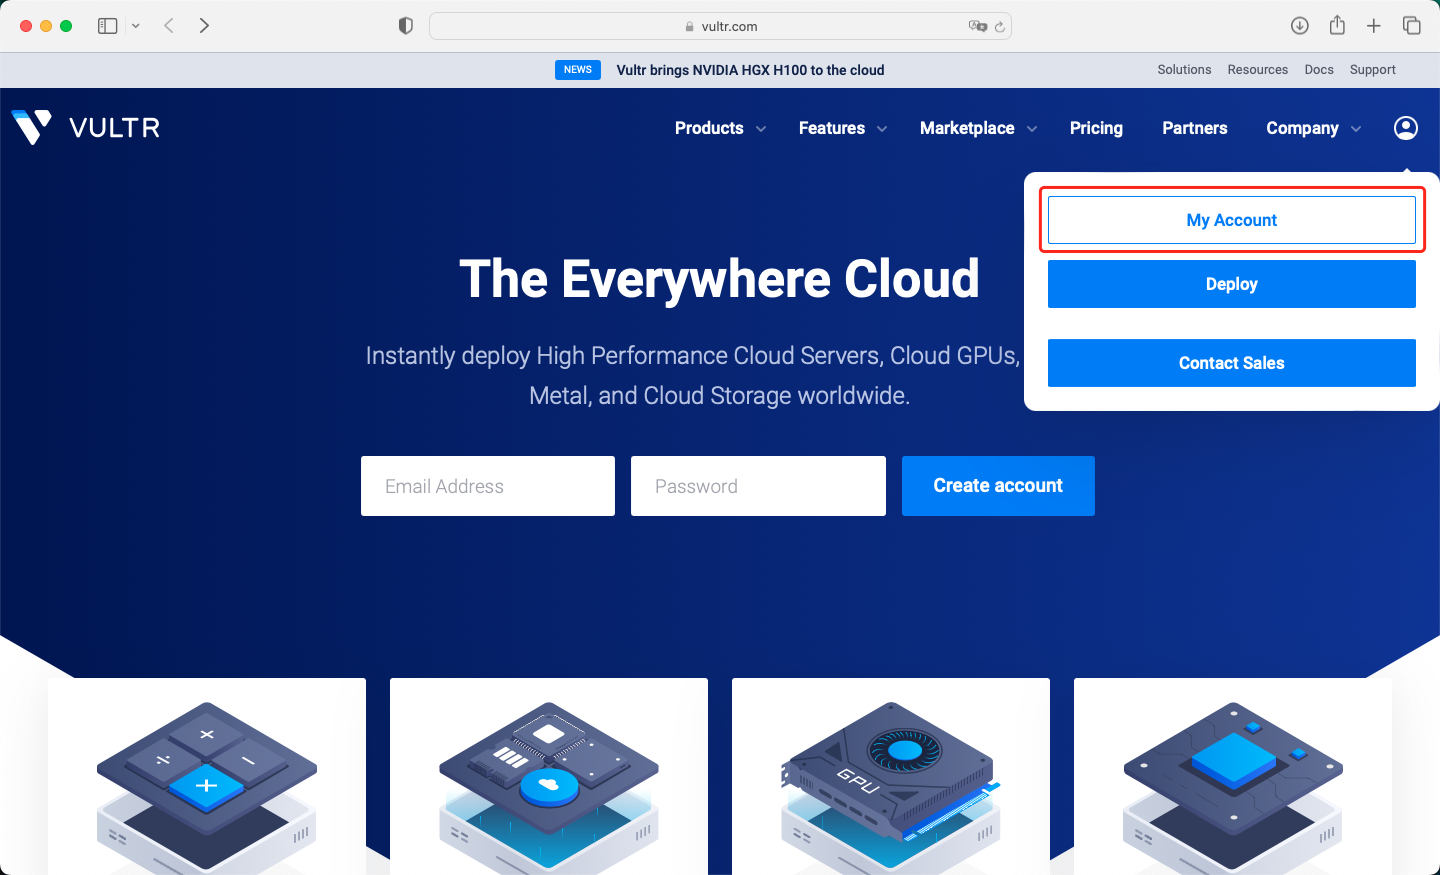 vultr.com
NEWS Vultr brings NVIDIA HGX H100 to the cloud Solutions Resources Docs Support
VULTR Products Features Marketplace Pricing Partners Company
My Account
Deploy
Contact Sales
The Everywhere Cloud
Instantly deploy High Performance Cloud Servers, Cloud GPUs,
Metal, and Cloud Storage worldwide.
Email Address Password Create account
GPU